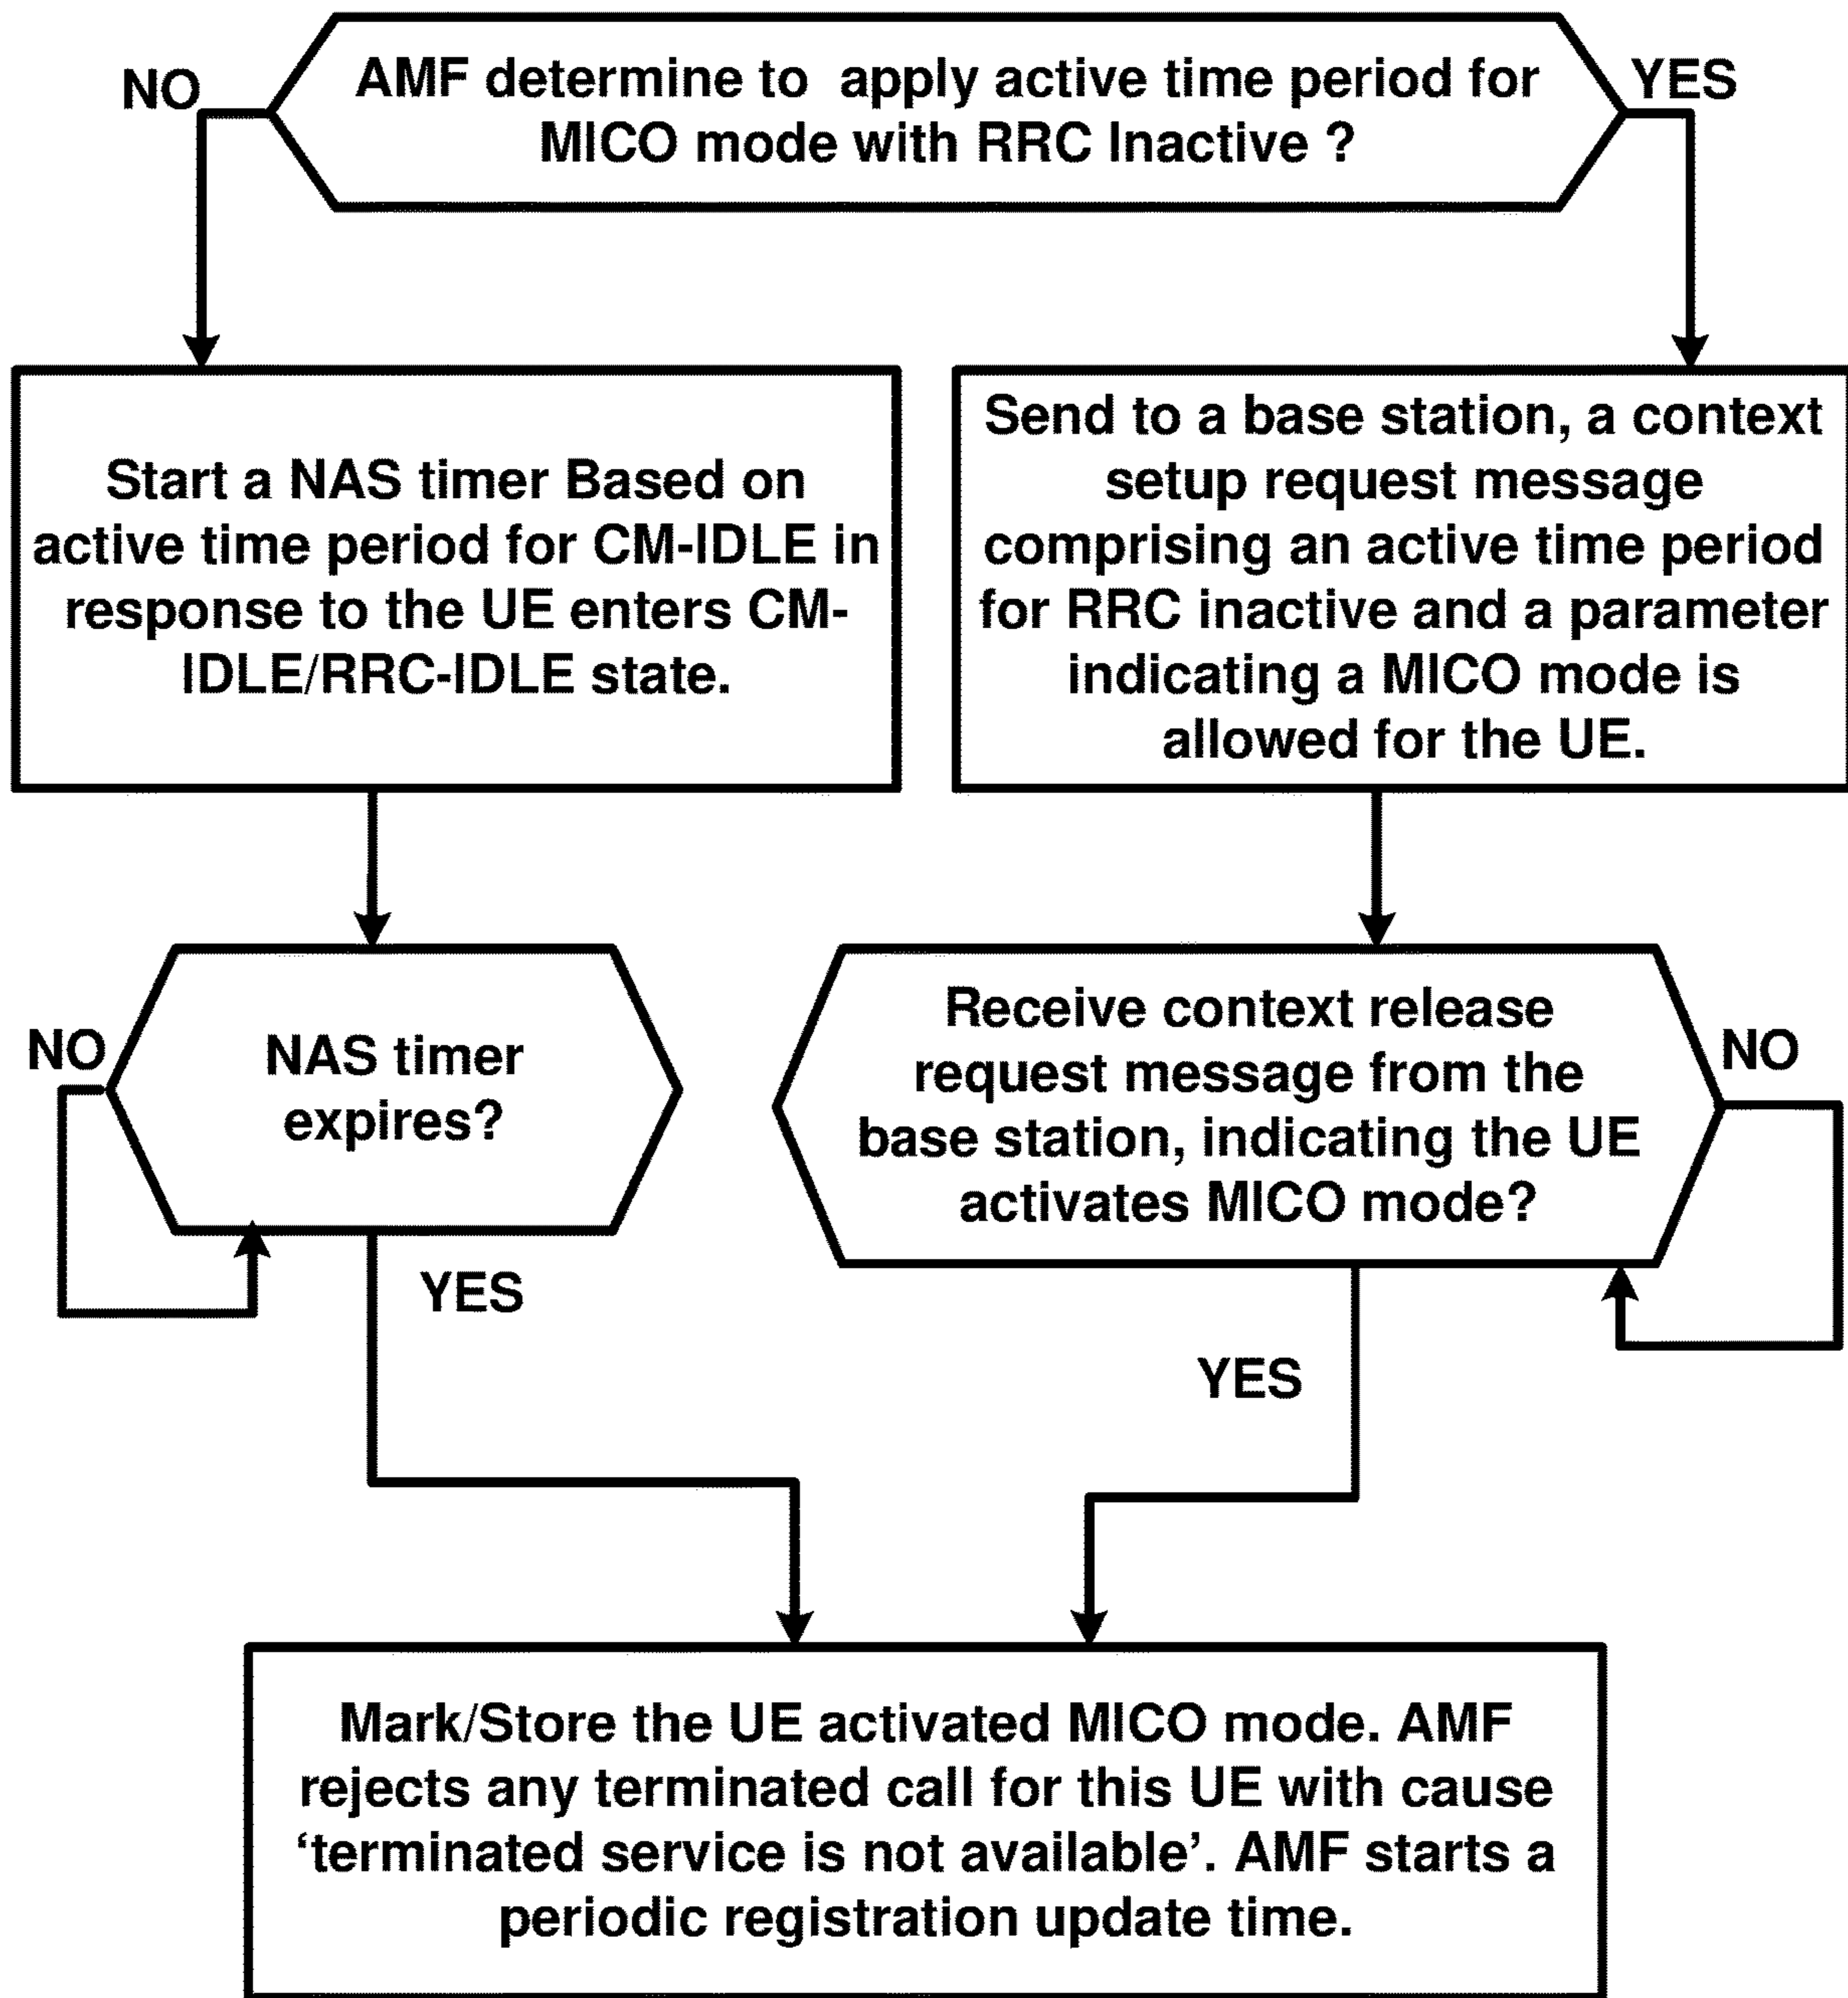 NO
AMF determine to apply active time period for
MICO mode with RRC Inactive ?
YES
Start a NAS timer Based on
active time period for CM-IDLE in
response to the UE enters CM-
IDLE/RRC-IDLE state.
Send to a base station, a context
setup request message
comprising an active time period
for RRC inactive and a parameter
indicating a MICO mode is
allowed for the UE.
NO
NAS timer
expires?
YES
Receive context release
request message from the
base station, indicating the UE
activates MICO mode?
NO
YES
Mark/Store the UE activated MICO mode. AMF
rejects any terminated call for this UE with cause
‘terminated service is not available’. AMF starts a
periodic registration update time.